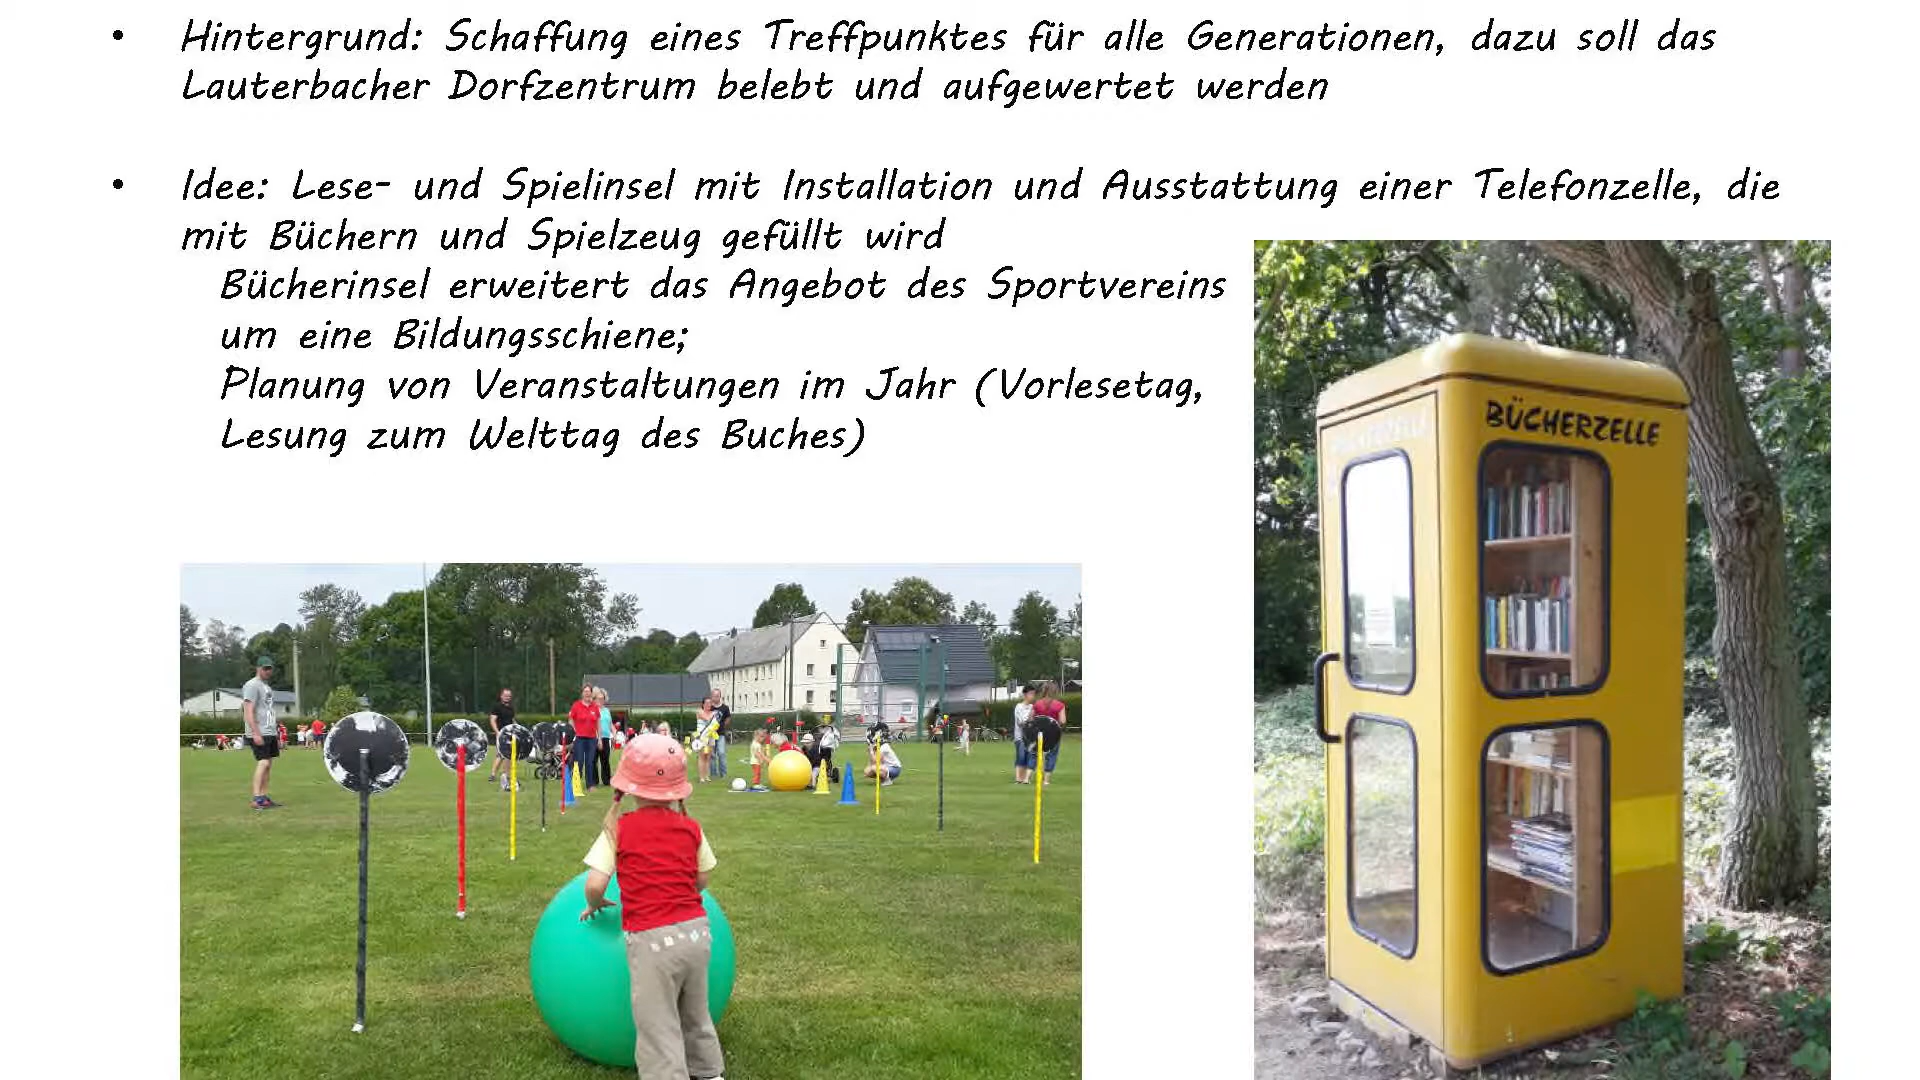 • Hintergrund: Schaffung eines Treffpunktes für alle Generationen, dazu soll das
Lauterbacher Dorfzentrum belebt und aufgewertet werden
• Idee: Lese- und Spielinsel mit Installation und Ausstattung einer Telefonzelle, die
mit Büchern und Spielzeug gefüllt wird
Bücherinsel erweitert das Angebot des Sportvereins
um eine Bildungsschiene;
Planung von Veranstaltungen im Jahr (Vorlesetag,
Lesung zum Welttag des Buches)
BÜCHERZELLE